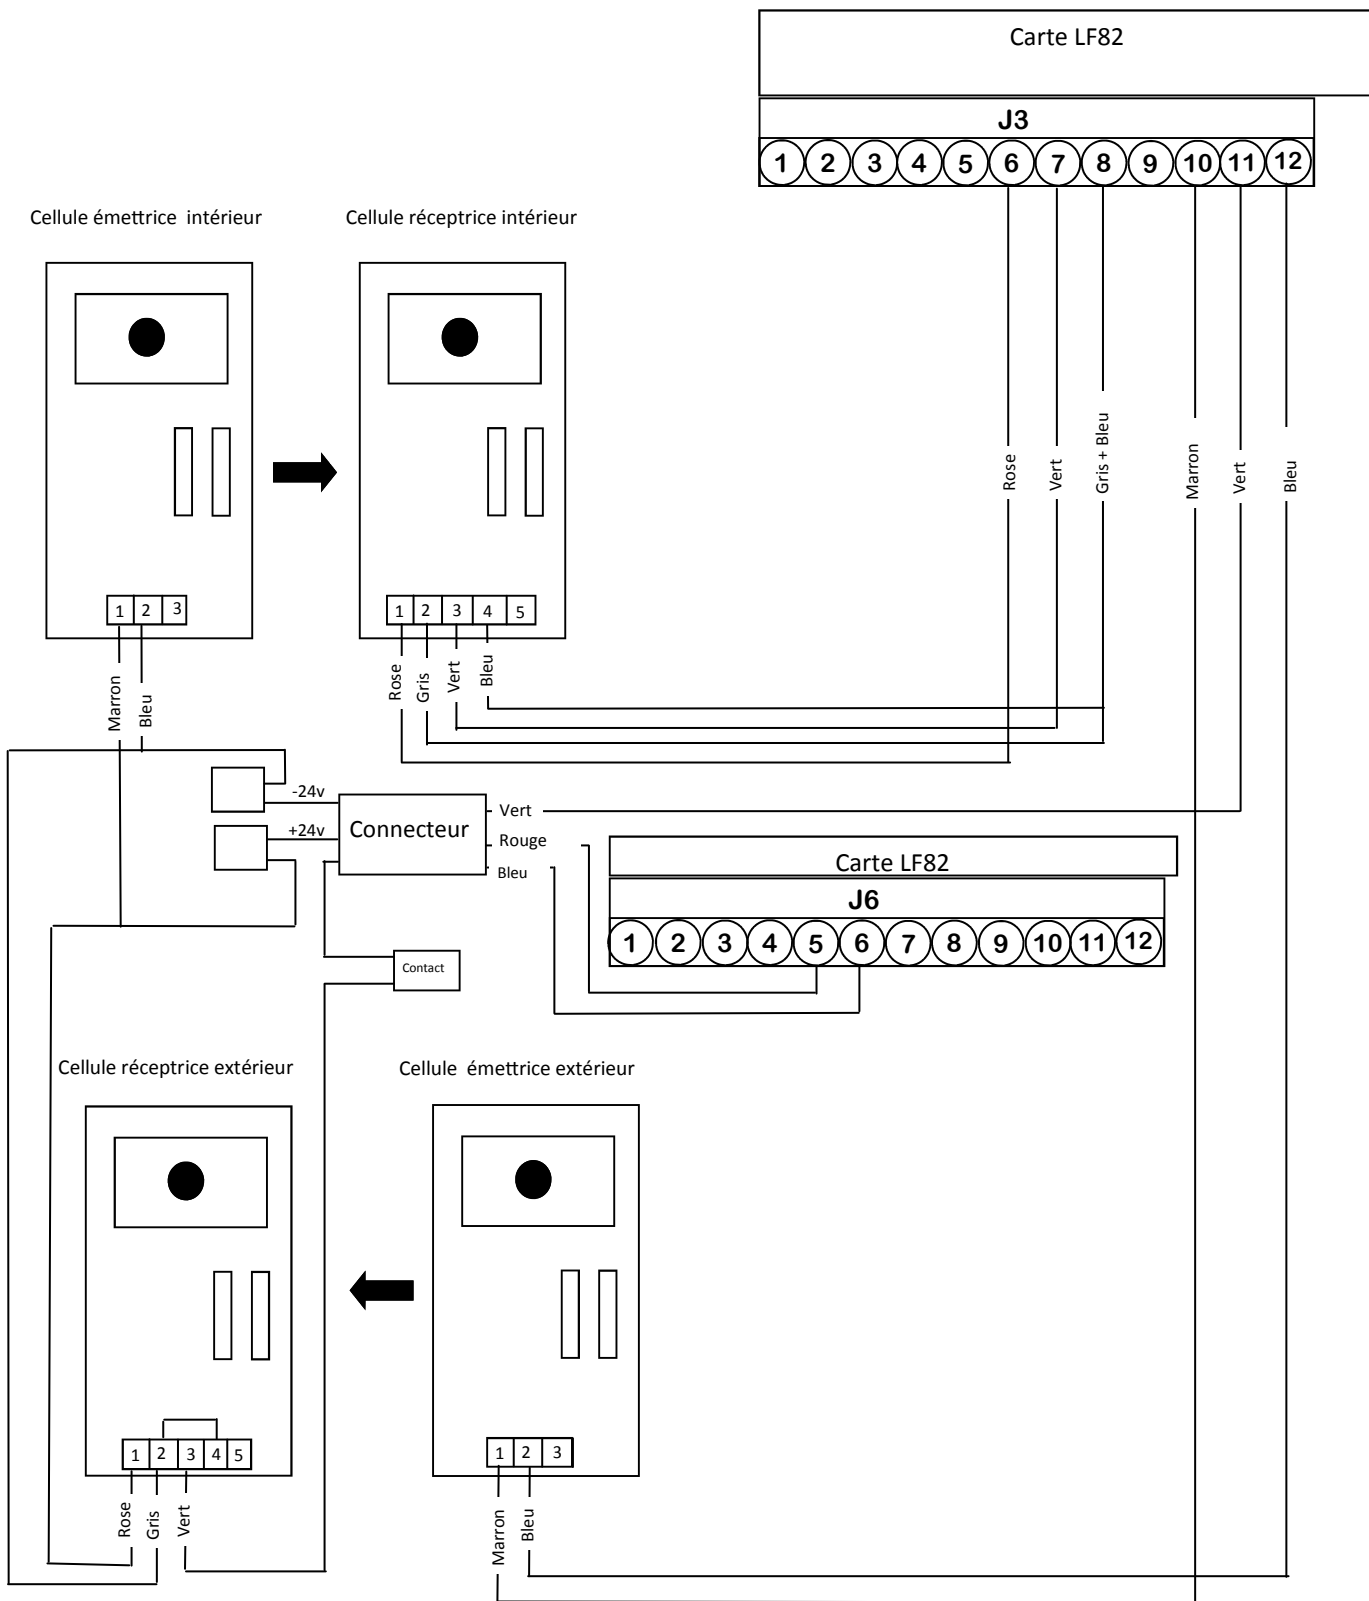 Carte LF82
J3
1 2 3 4 5 6 7 8 9 10 11 12
Cellule émettrice intérieur
Cellule réceptrice intérieur
Rose
Vert
Gris + Bleu
Marron
Vert
Bleu
1 2 3
1 2 3 4 5
Marron
Bleu
Rose
Gris
Vert
Bleu
-24v
+24v
Connecteur
Vert
Rouge
Bleu
Carte LF82
J6
1 2 3 4 5 6 7 8 9 10 11 12
Contact
Cellule réceptrice extérieur
Cellule émettrice extérieur
1 2 3 4 5
1 2 3
Rose
Gris
Vert
Marron
Bleu